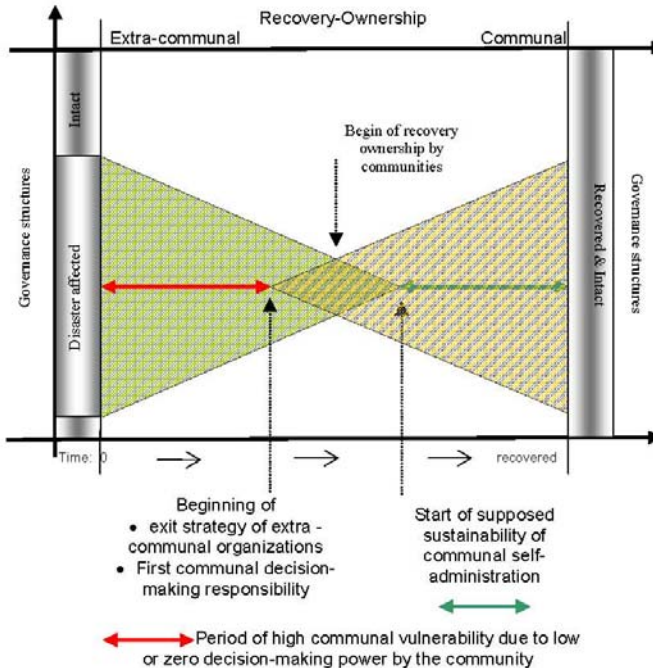 Recovery-Ownership
Extra-communal
Communal
Governance structures
Intact
Disaster affected
Begin of recovery
ownership by
communities
Recovered & Intact
Governance structures
Time: 0
recovered
Beginning of
• exit strategy of extra-
communal organizations
• First communal decision-
making responsibility
Start of supposed
sustainability of
communal self-
administration
Period of high communal vulnerability due to low
or zero decision-making power by the community